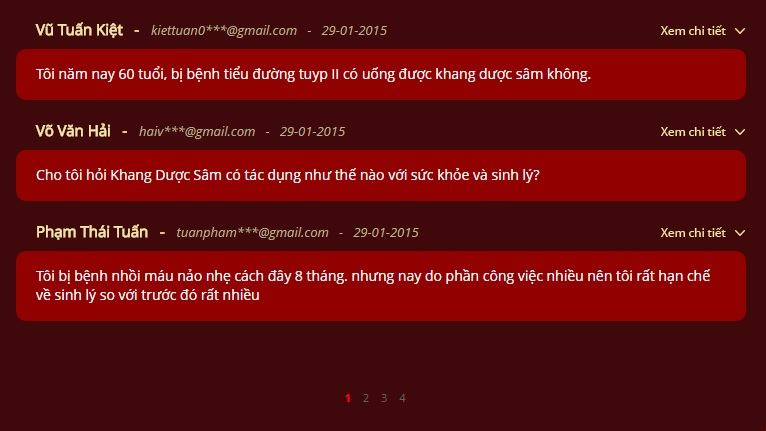 Vũ Tuấn Kiệt - kiettuan0***@gmail.com - 29-01-2015 Xem chi tiết
Tôi năm nay 60 tuổi, bị bệnh tiểu đường tuyp II có uống được khang dược sâm không.
Võ Văn Hải - haiv***@gmail.com - 29-01-2015 Xem chi tiết
Cho tôi hỏi Khang Dược Sâm có tác dụng như thế nào với sức khỏe và sinh lý?
Phạm Thái Tuấn - tuanpham***@gmail.com - 29-01-2015 Xem chi tiết
Tôi bị bệnh nhồi máu nảo nhẹ cách đây 8 tháng. nhưng nay do phần công việc nhiều nên tôi rất hạn chế
về sinh lý so với trước đó rất nhiều
1 2 3 4